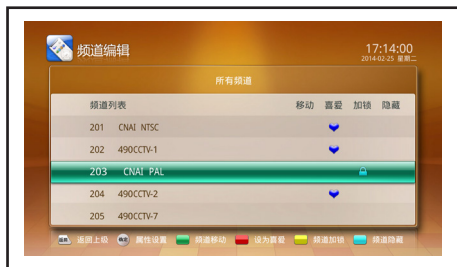 频道编辑
17:14:00
2014-02-25 星期二
所有频道
频道列表 移动 喜爱 加锁 隐藏
201 CNAI NTSC
202 490CCTV-1
203 CNAI PAL
204 490CCTV-2
205 490CCTV-7
返回上级 确定 属性设置 频道移动 设为喜爱 频道加锁 频道隐藏